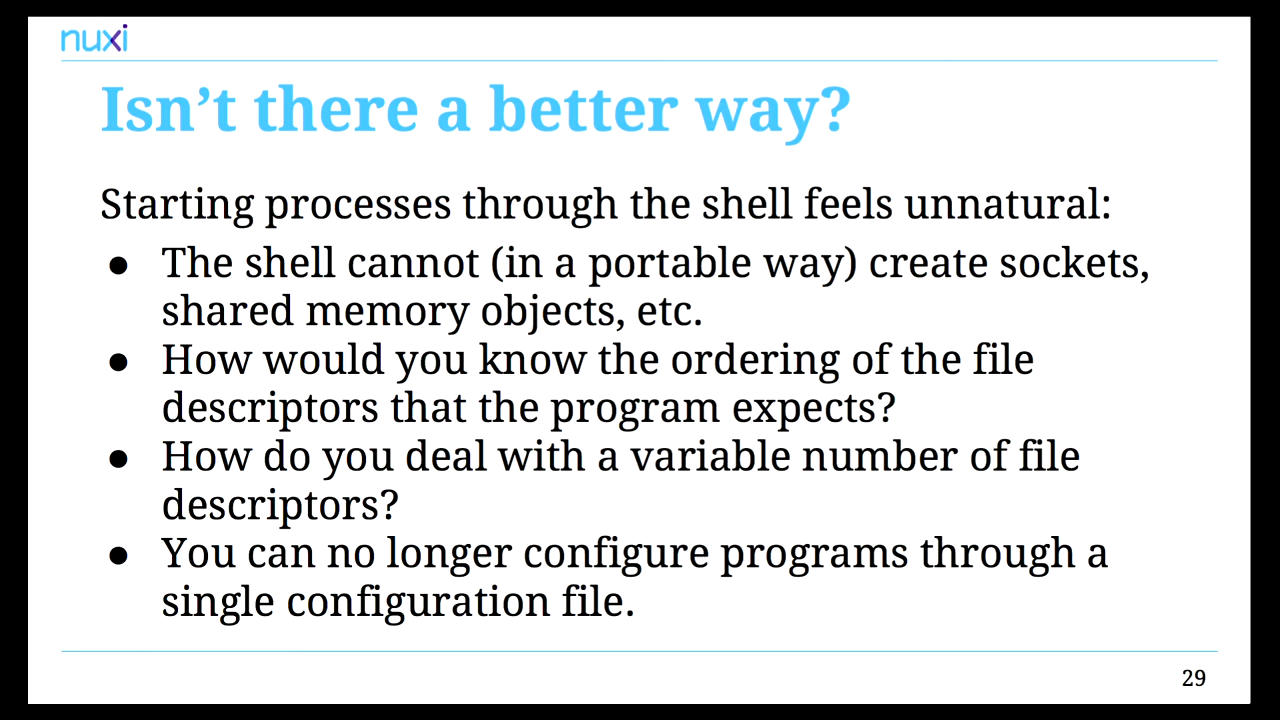 nuxi
Isn’t there a better way?
Starting processes through the shell feels unnatural:
● The shell cannot (in a portable way) create sockets,
shared memory objects, etc.
● How would you know the ordering of the file
descriptors that the program expects?
● How do you deal with a variable number of file
descriptors?
● You can no longer configure programs through a
single configuration file.
29